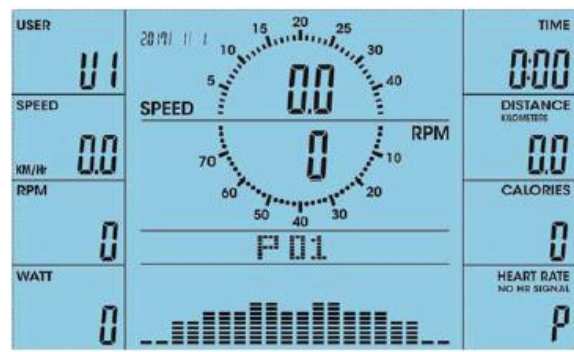 USER
U1
SPEED
KM/Hr 0.0
RPM
0
WATT
0
15 20 25
10 30
5 40
SPEED 0.0
0 RPM
70 10
60 20
50 40 30
P01
TIME
0:00
DISTANCE
KILOMETERS
0.0
CALORIES
0
HEART RATE
NO HR SIGNAL
P